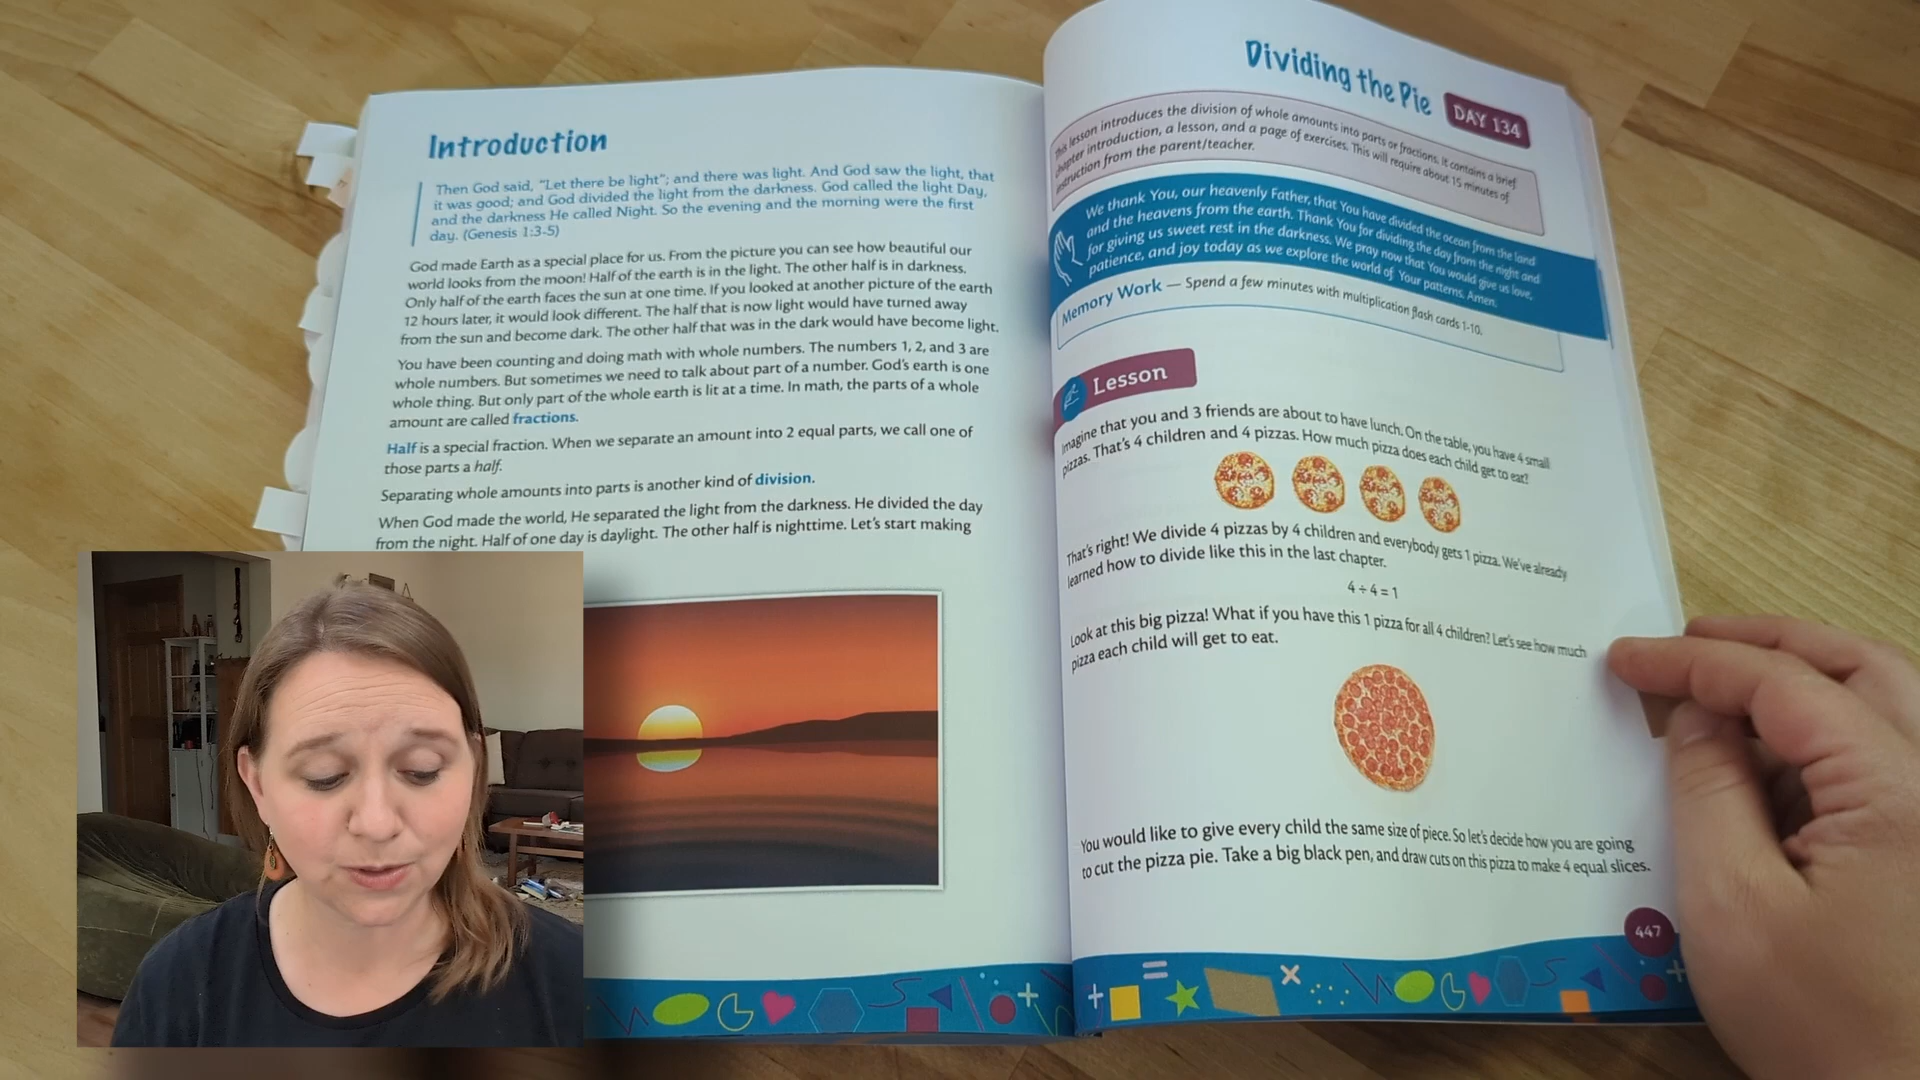 Introduction
Then God said, “Let there be light”; and there was light. And God saw the light, that
it was good; and God divided the light from the darkness. God called the light Day,
and the darkness He called Night. So the evening and the morning were the first
day. (Genesis 1:3-5)
God made Earth as a special place for us. From the picture you can see how beautiful our
world looks from the moon! Half of the earth is in the light. The other half is in darkness.
Only half of the earth faces the sun at one time. If you looked at another picture of the earth
12 hours later, it would look different. The half that is now light would have turned away
from the sun and become dark. The other half that was in the dark would have become light.
You have been counting and doing math with whole numbers. The numbers 1, 2, and 3 are
whole numbers. But sometimes we need to talk about part of a number. God’s earth is one
whole thing. But only part of the whole earth is lit at a time. In math, the parts of a whole
amount are called fractions.
Half is a special fraction. When we separate an amount into 2 equal parts, we call one of
those parts a half.
Separating whole amounts into parts is another kind of division.
When God made the world, He separated the light from the darkness. He divided the day
from the night. Half of one day is daylight. The other half is nighttime. Let’s start making
Dividing the Pie
DAY 134
This lesson introduces the division of whole amounts into parts or fractions. It contains a brief
chapter introduction, a lesson, and a page of exercises. This will require about 15 minutes of
instruction from the parent/teacher.
We thank You, our heavenly Father, that You have divided the ocean from the land
and the heavens from the earth. Thank You for dividing the day from the night and
for giving us sweet rest in the darkness. We pray now that You would give us love,
patience, and joy today as we explore the world of Your patterns. Amen.
Memory Work — Spend a few minutes with multiplication flash cards 1-10.
Lesson
Imagine that you and 3 friends are about to have lunch. On the table, you have 4 small
pizzas. That’s 4 children and 4 pizzas. How much pizza does each child get to eat?
That’s right! We divide 4 pizzas by 4 children and everybody gets 1 pizza. We’ve already
learned how to divide like this in the last chapter.
4 ÷ 4 = 1
Look at this big pizza! What if you have this 1 pizza for all 4 children? Let’s see how much
pizza each child will get to eat.
You would like to give every child the same size of piece. So let’s decide how you are going
to cut the pizza pie. Take a big black pen, and draw cuts on this pizza to make 4 equal slices.
447